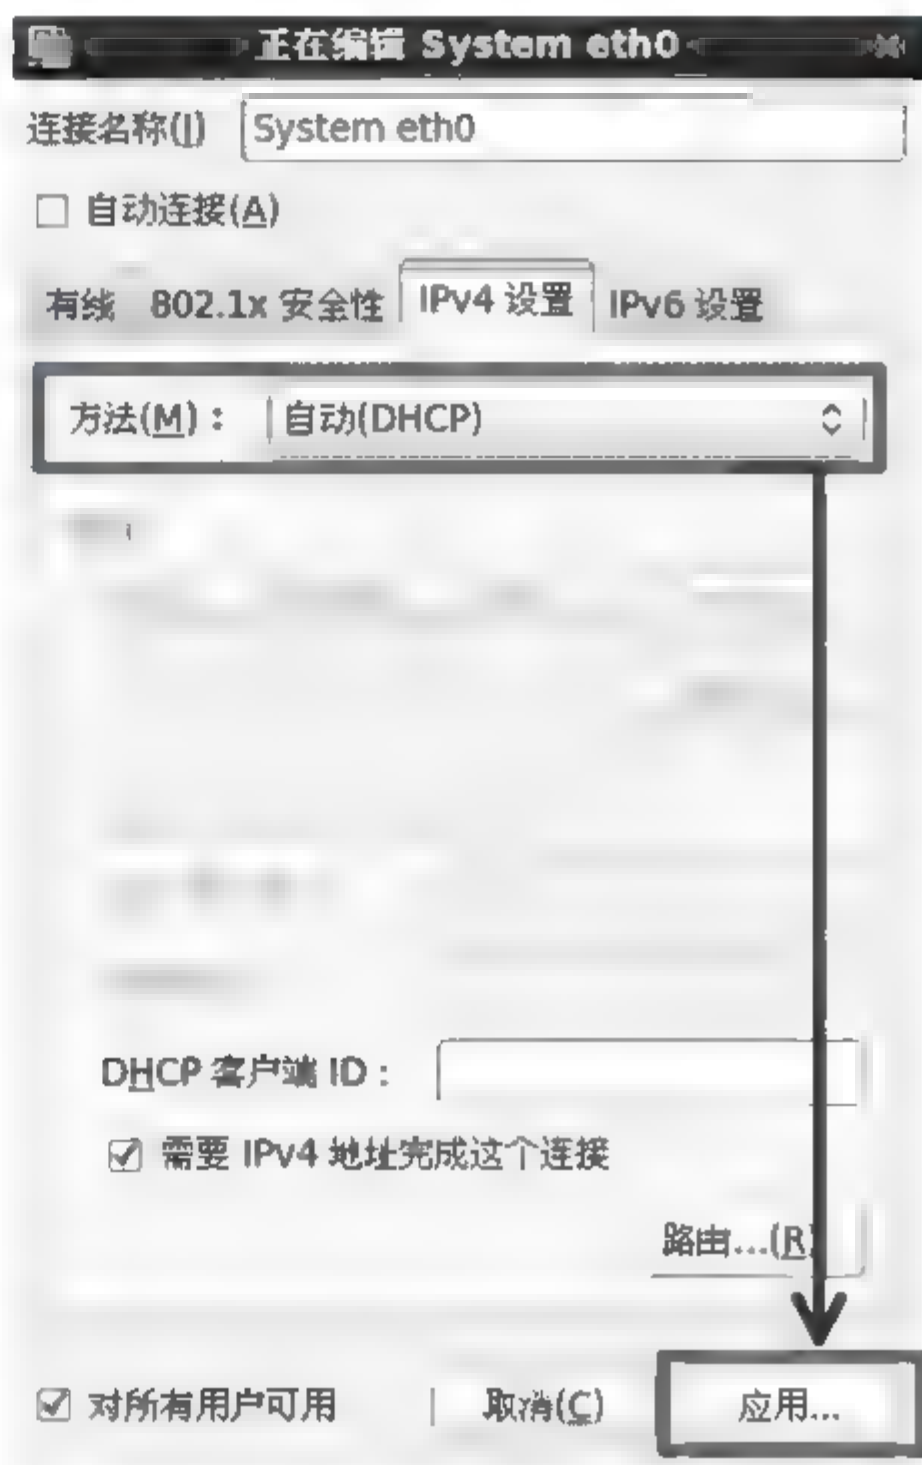 正在编辑 System eth0
连接名称(I) System eth0
自动连接(A)
有线 802.1x 安全性 IPv4 设置 IPv6 设置
方法(M)： 自动(DHCP)
DHCP 客户端 ID：
需要 IPv4 地址完成这个连接
路由...(R)
对所有用户可用 取消(C) 应用...